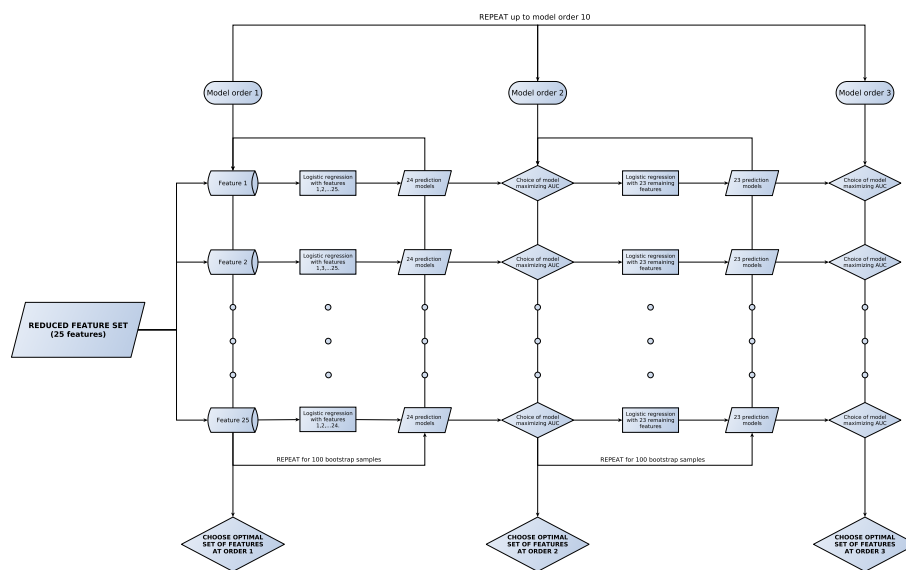 REPEAT up to model order 10
Model order 1
Model order 2
Model order 3
Feature 1
Logistic regression
with features
1,2,...25.
24 prediction
models
Choice of model
maximizing AUC
Logistic regression
with 23 remaining
features
23 prediction
models
Choice of model
maximizing AUC
Feature 2
Logistic regression
with features
1,3,...25.
24 prediction
models
Choice of model
maximizing AUC
Logistic regression
with 23 remaining
features
23 prediction
models
Choice of model
maximizing AUC
REDUCED FEATURE SET
(25 features)
Feature 25
Logistic regression
with features
1,2,...24.
24 prediction
models
Choice of model
maximizing AUC
Logistic regression
with 23 remaining
features
23 prediction
models
Choice of model
maximizing AUC
REPEAT for 100 bootstrap samples
REPEAT for 100 bootstrap samples
CHOOSE OPTIMAL
SET OF FEATURES
AT ORDER 1
CHOOSE OPTIMAL
SET OF FEATURES
AT ORDER 2
CHOOSE OPTIMAL
SET OF FEATURES
AT ORDER 3